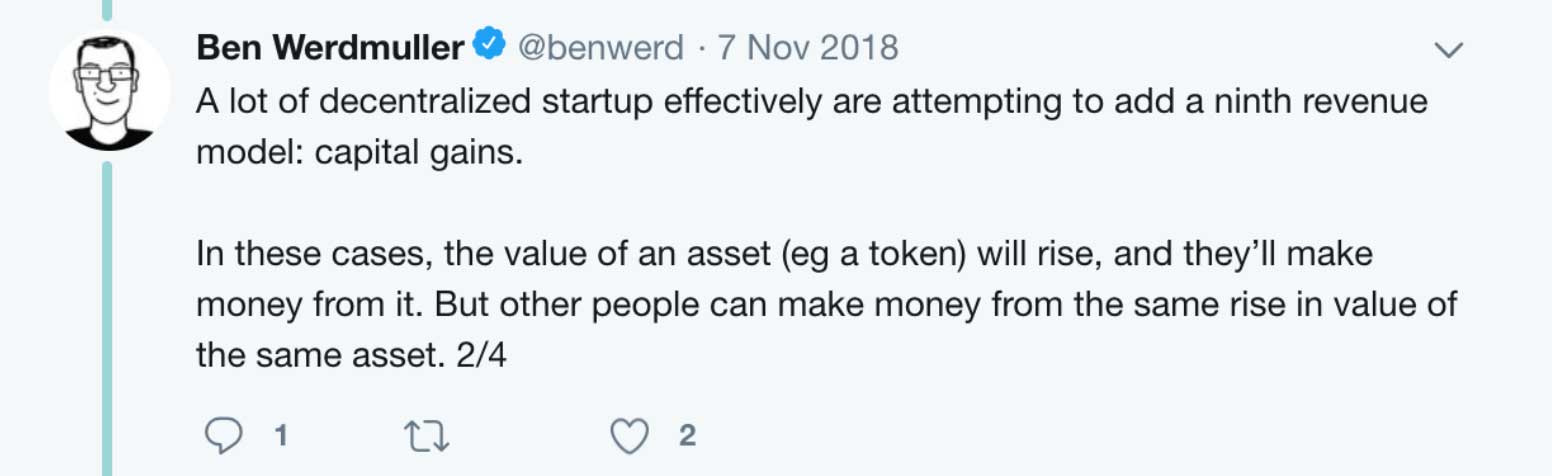 Ben Werdmuller @benwerd · 7 Nov 2018
A lot of decentralized startup effectively are attempting to add a ninth revenue
model: capital gains.
In these cases, the value of an asset (eg a token) will rise, and they’ll make
money from it. But other people can make money from the same rise in value of
the same asset. 2/4
1 2